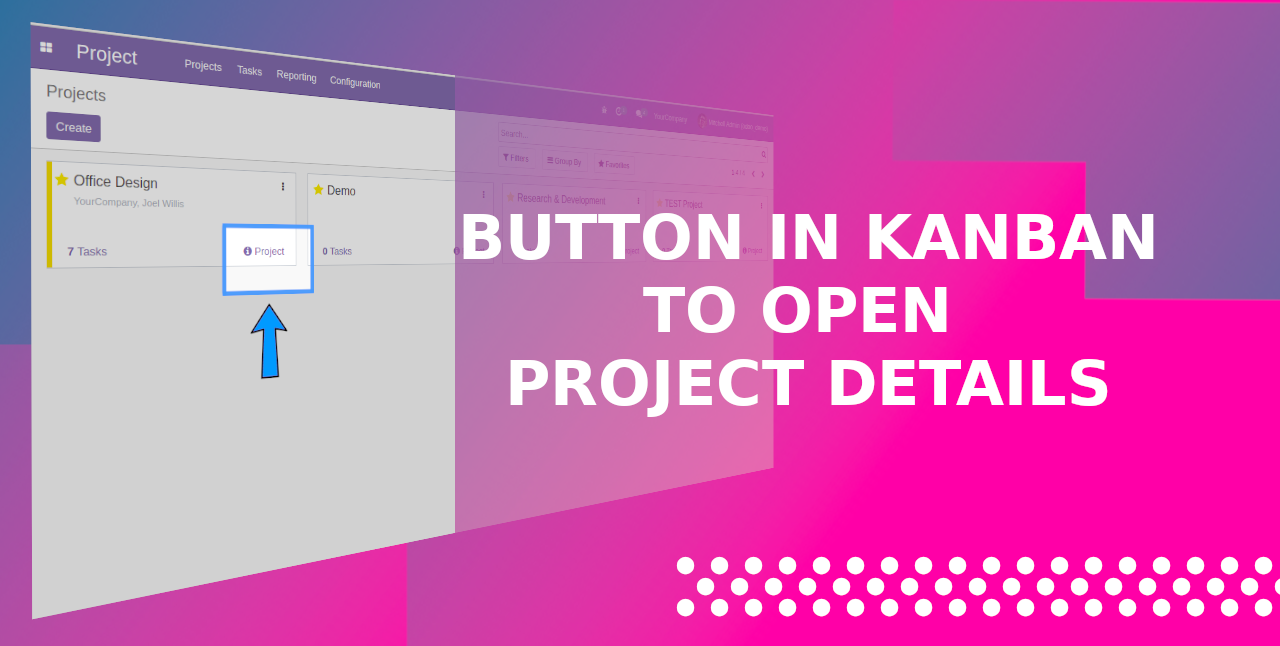 Project
Projects Tasks Reporting Configuration
YourCompany
Projects
Create
Search...
Filters Group By Favorites
Office Design
YourCompany, Joel Willis
7 Tasks
Project
Demo
0 Tasks
Research & Development
TEST Project
BUTTON IN KANBAN
TO OPEN
PROJECT DETAILS